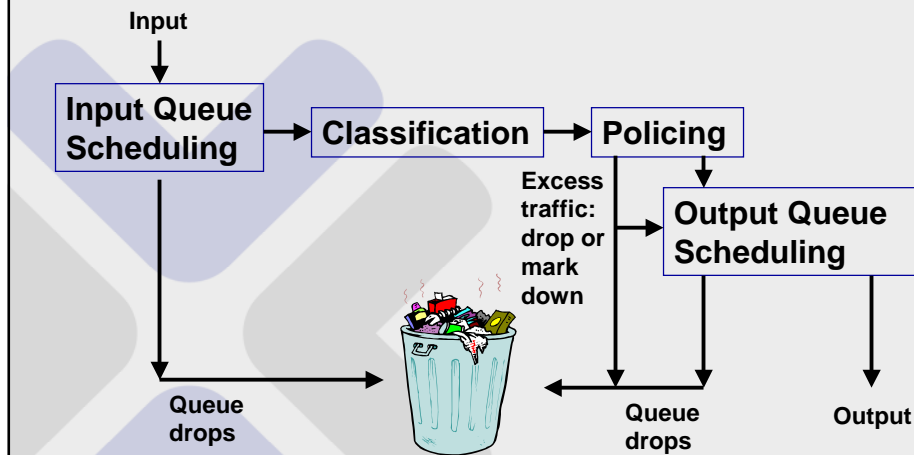 Input
Input Queue
Scheduling
Classification
Policing
Excess
traffic:
drop or
mark
down
Output Queue
Scheduling
Queue
drops
Queue
drops
Output